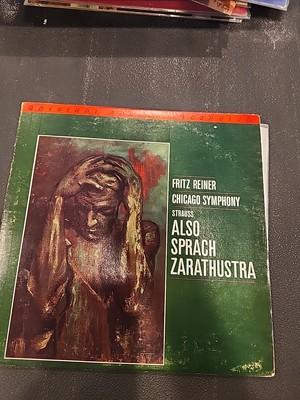 FRITZ REINER
CHICAGO SYMPHONY
STRAUSS
ALSO
SPRACH
ZARATHUSTRA